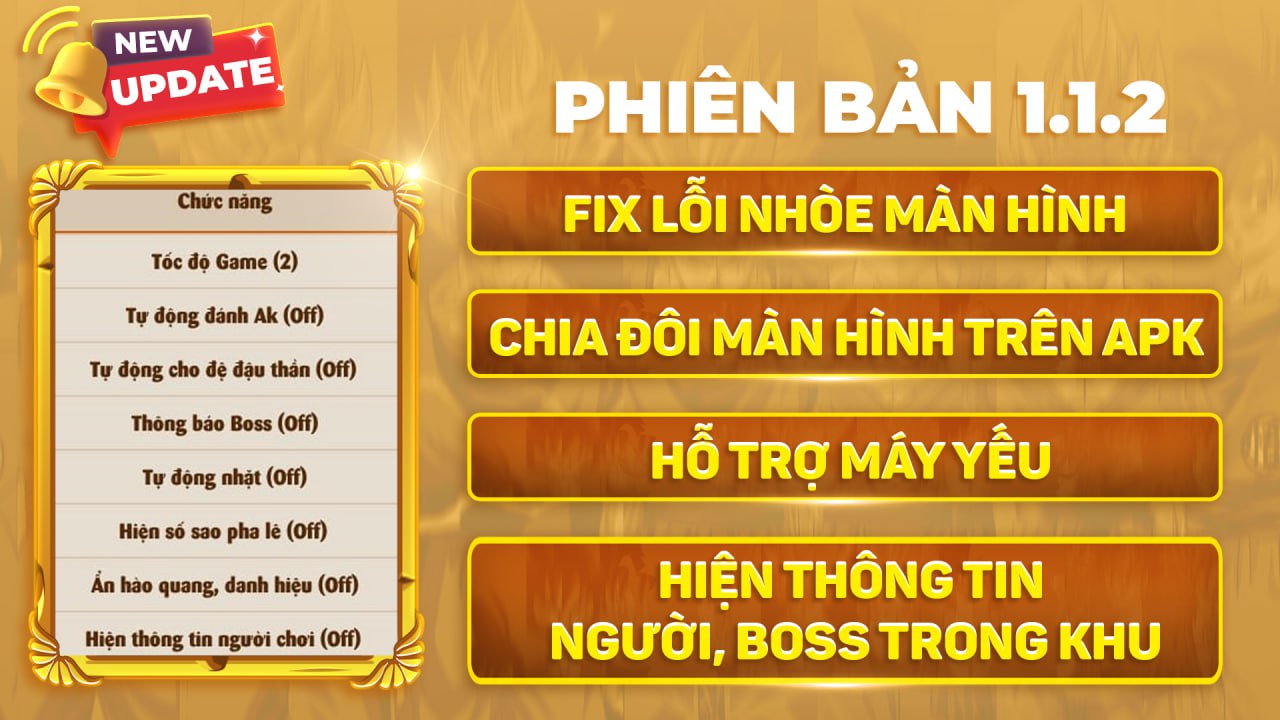 NEW
UPDATE
PHIÊN BẢN 1.1.2
Chức năng
Tốc độ Game (2)
Tự động đánh Ak (Off)
Tự động cho đệ đậu thần (Off)
Thông báo Boss (Off)
Tự động nhặt (Off)
Hiện số sao pha lê (Off)
Ẩn hào quang, danh hiệu (Off)
Hiện thông tin người chơi (Off)
FIX LỖI NHÒE MÀN HÌNH
CHIA ĐÔI MÀN HÌNH TRÊN APK
HỖ TRỢ MÁY YẾU
HIỆN THÔNG TIN
NGƯỜI, BOSS TRONG KHU